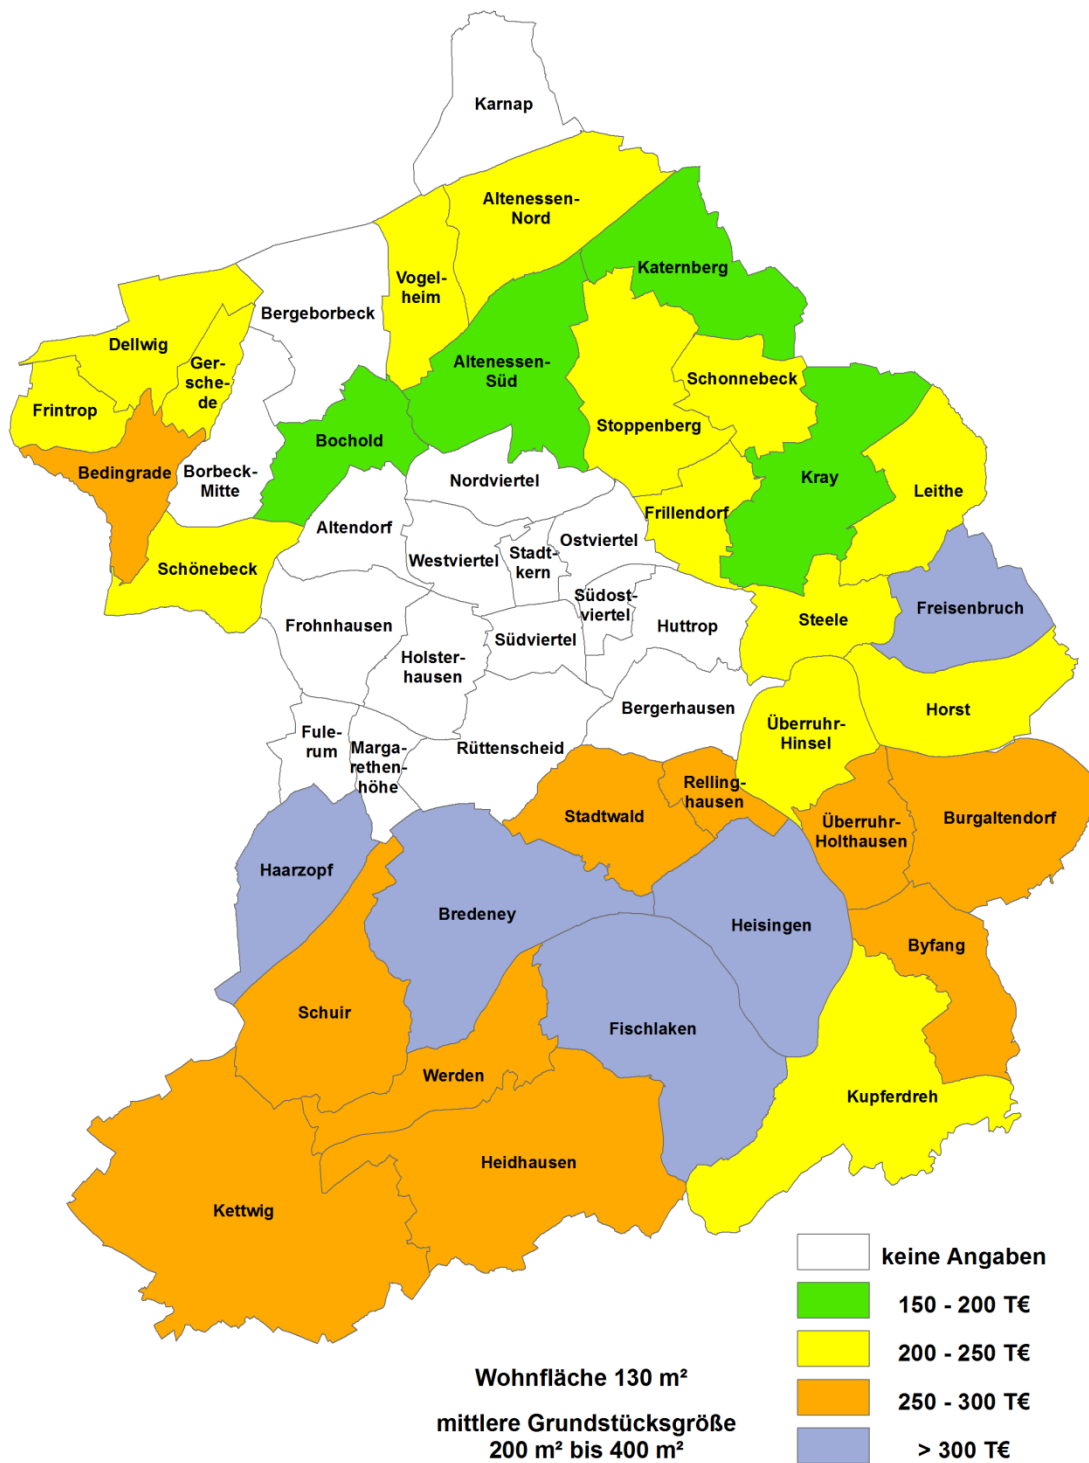 Karnap
Altenessen-
Nord
Katernberg
Vogel-
heim
Bergeborbeck
Dellwig
Altenessen-
Süd
Ger-
sche-
de
Schonnebeck
Frintrop
Stoppenberg
Bochold
Bedingrade
Borbeck-
Mitte
Kray
Leithe
Nordviertel
Frillendorf
Altendorf
Ostviertel
Westviertel
Stadt-
kern
Schönebeck
Südost-
viertel
Freisenbruch
Steele
Frohnhausen
Südviertel
Huttrop
Holster-
hausen
Bergerhausen
Horst
Überruhr-
Hinsel
Fule-
rum
Marga-
rethen-
höhe
Rüttenscheid
Relling-
hausen
Stadtwald
Überruhr-
Holthausen
Burgaltendorf
Haarzopf
Bredeney
Heisingen
Byfang
Schuir
Fischlaken
Werden
Kupferdreh
Heidhausen
Kettwig
keine Angaben
150 - 200 T€
200 - 250 T€
250 - 300 T€
> 300 T€
Wohnfläche 130 m²
mittlere Grundstücksgröße
200 m² bis 400 m²